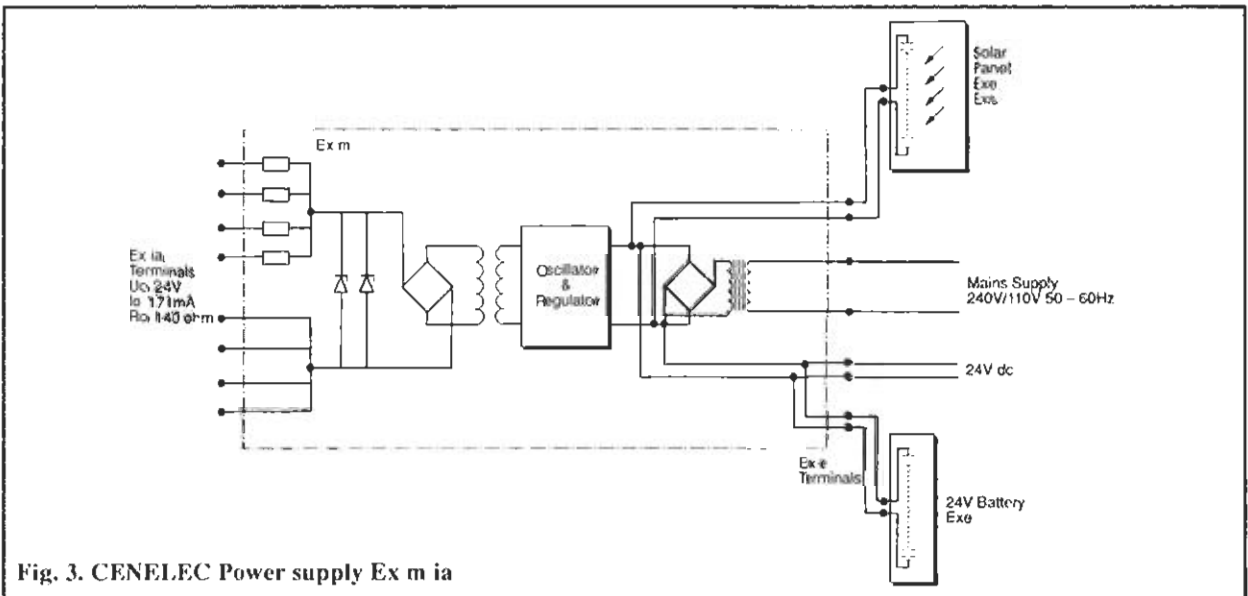 Solar
Panel
Exe
Exs
Ex m
Ex ia
Terminals
Uo 24V
Io 171mA
Ro 140 ohm
Oscillator
&
Regulator
Mains Supply
240V/110V 50 – 60Hz
24V dc
Ex e
Terminals
24V Battery
Exe
Fig. 3. CENELEC Power supply Ex m ia